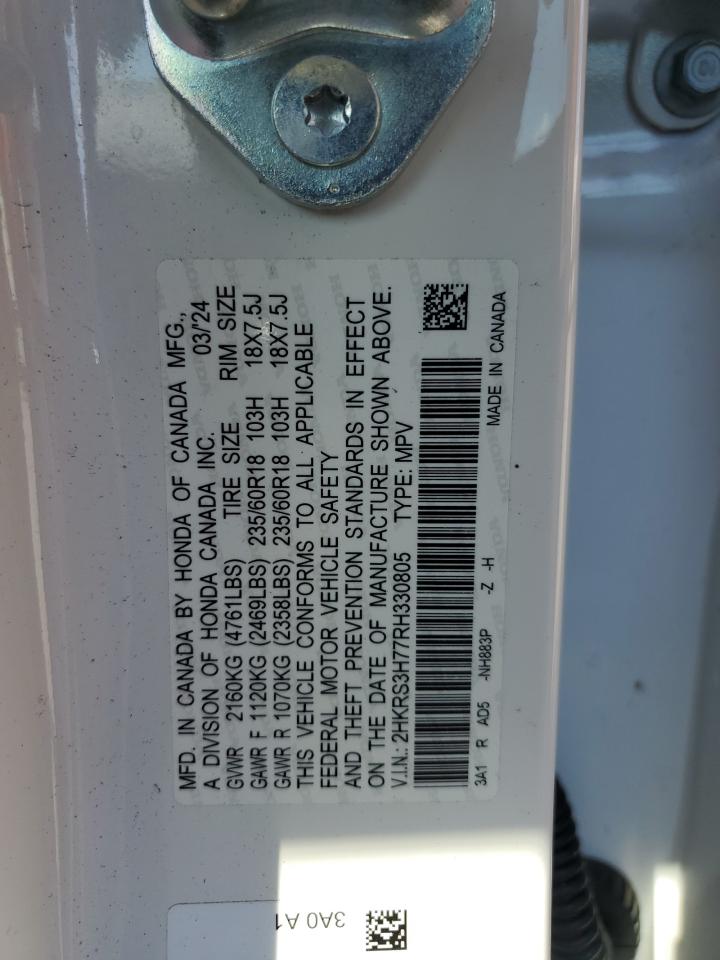 MFD. IN CANADA BY HONDA OF CANADA MFG.,
A DIVISION OF HONDA CANADA INC. 03/'24
GVWR 2160KG (4761LBS) TIRE SIZE RIM SIZE
GAWR F 1120KG (2469LBS) 235/60R18 103H 18X7.5J
GAWR R 1070KG (2358LBS) 235/60R18 103H 18X7.5J
THIS VEHICLE CONFORMS TO ALL APPLICABLE
FEDERAL MOTOR VEHICLE SAFETY
AND THEFT PREVENTION STANDARDS IN EFFECT
ON THE DATE OF MANUFACTURE SHOWN ABOVE.
V.I.N.: 2HKRS3H77RH330805 TYPE: MPV
3A1 R AD5 -NH883P -Z -H MADE IN CANADA
3A0 A1